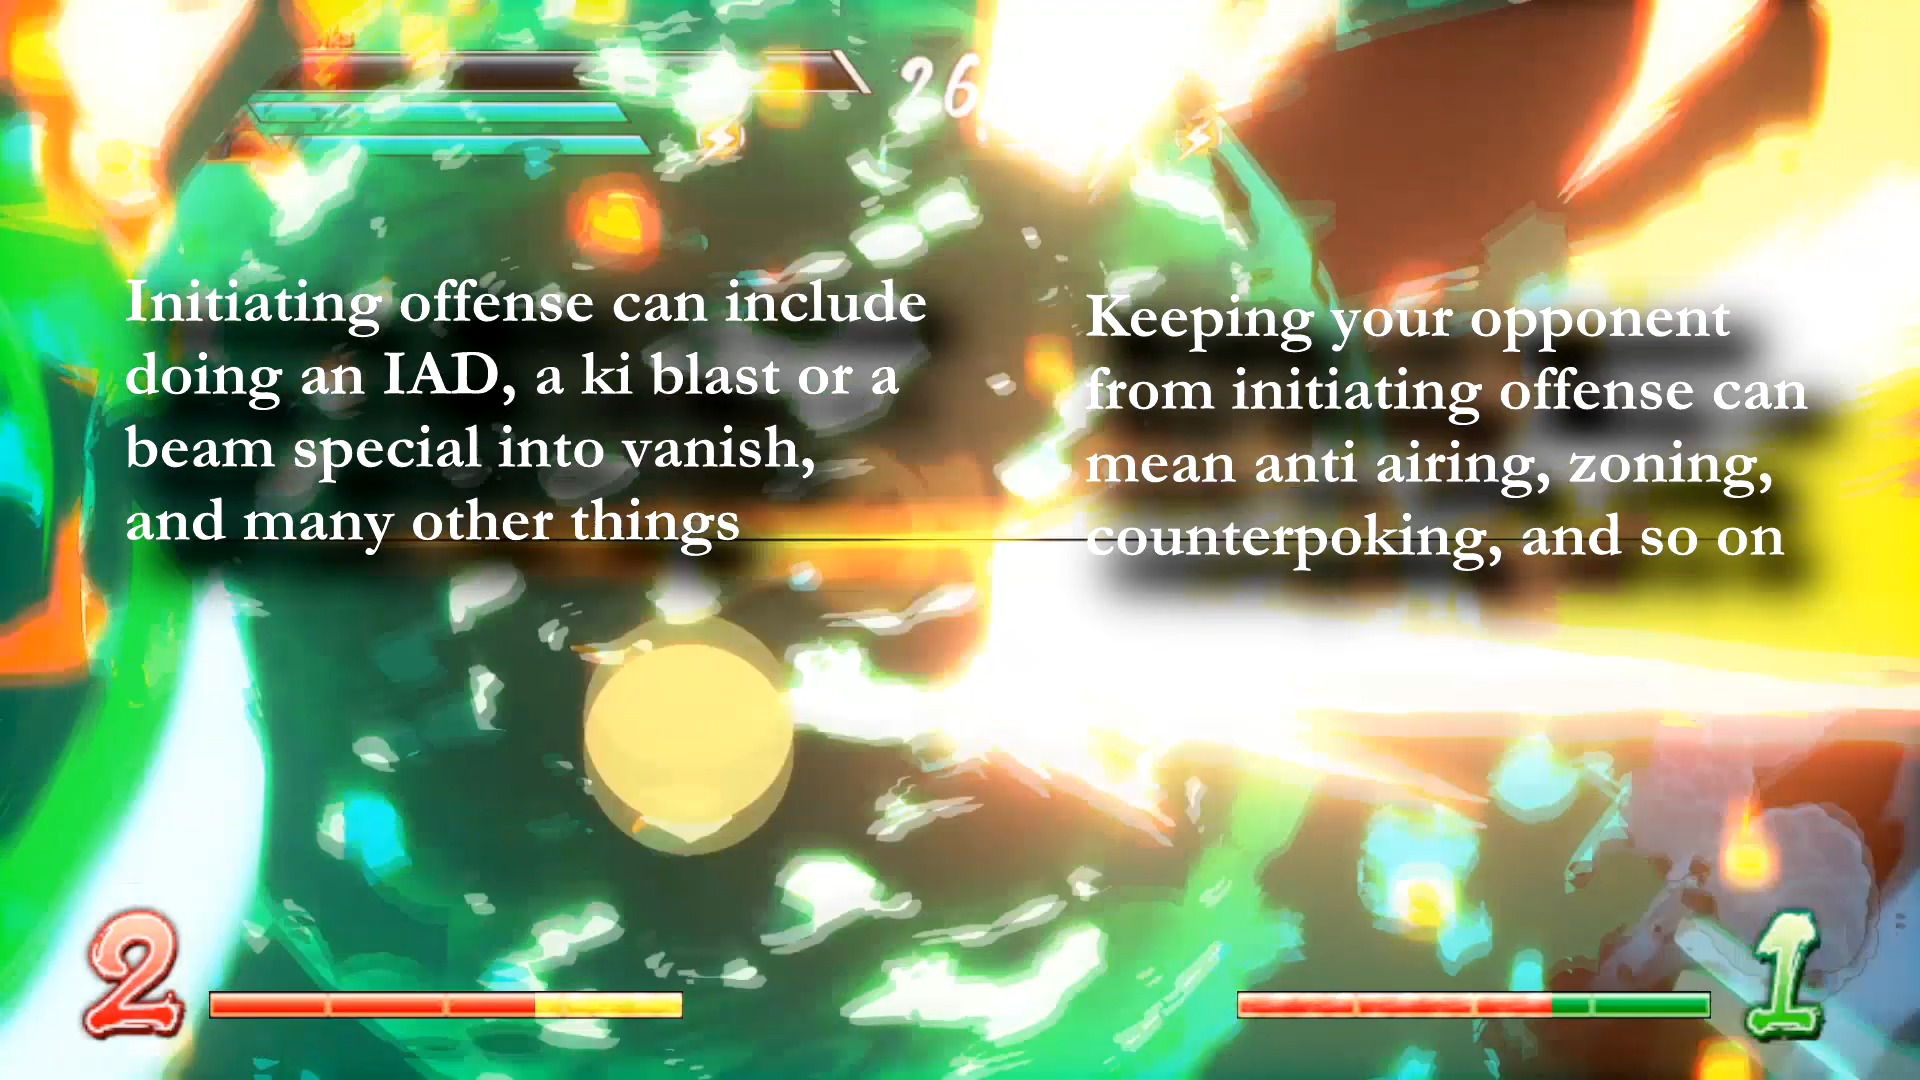 26
Initiating offense can include
doing an IAD, a ki blast or a
beam special into vanish,
and many other things
Keeping your opponent
from initiating offense can
mean anti airing, zoning,
counterpoking, and so on
2
1